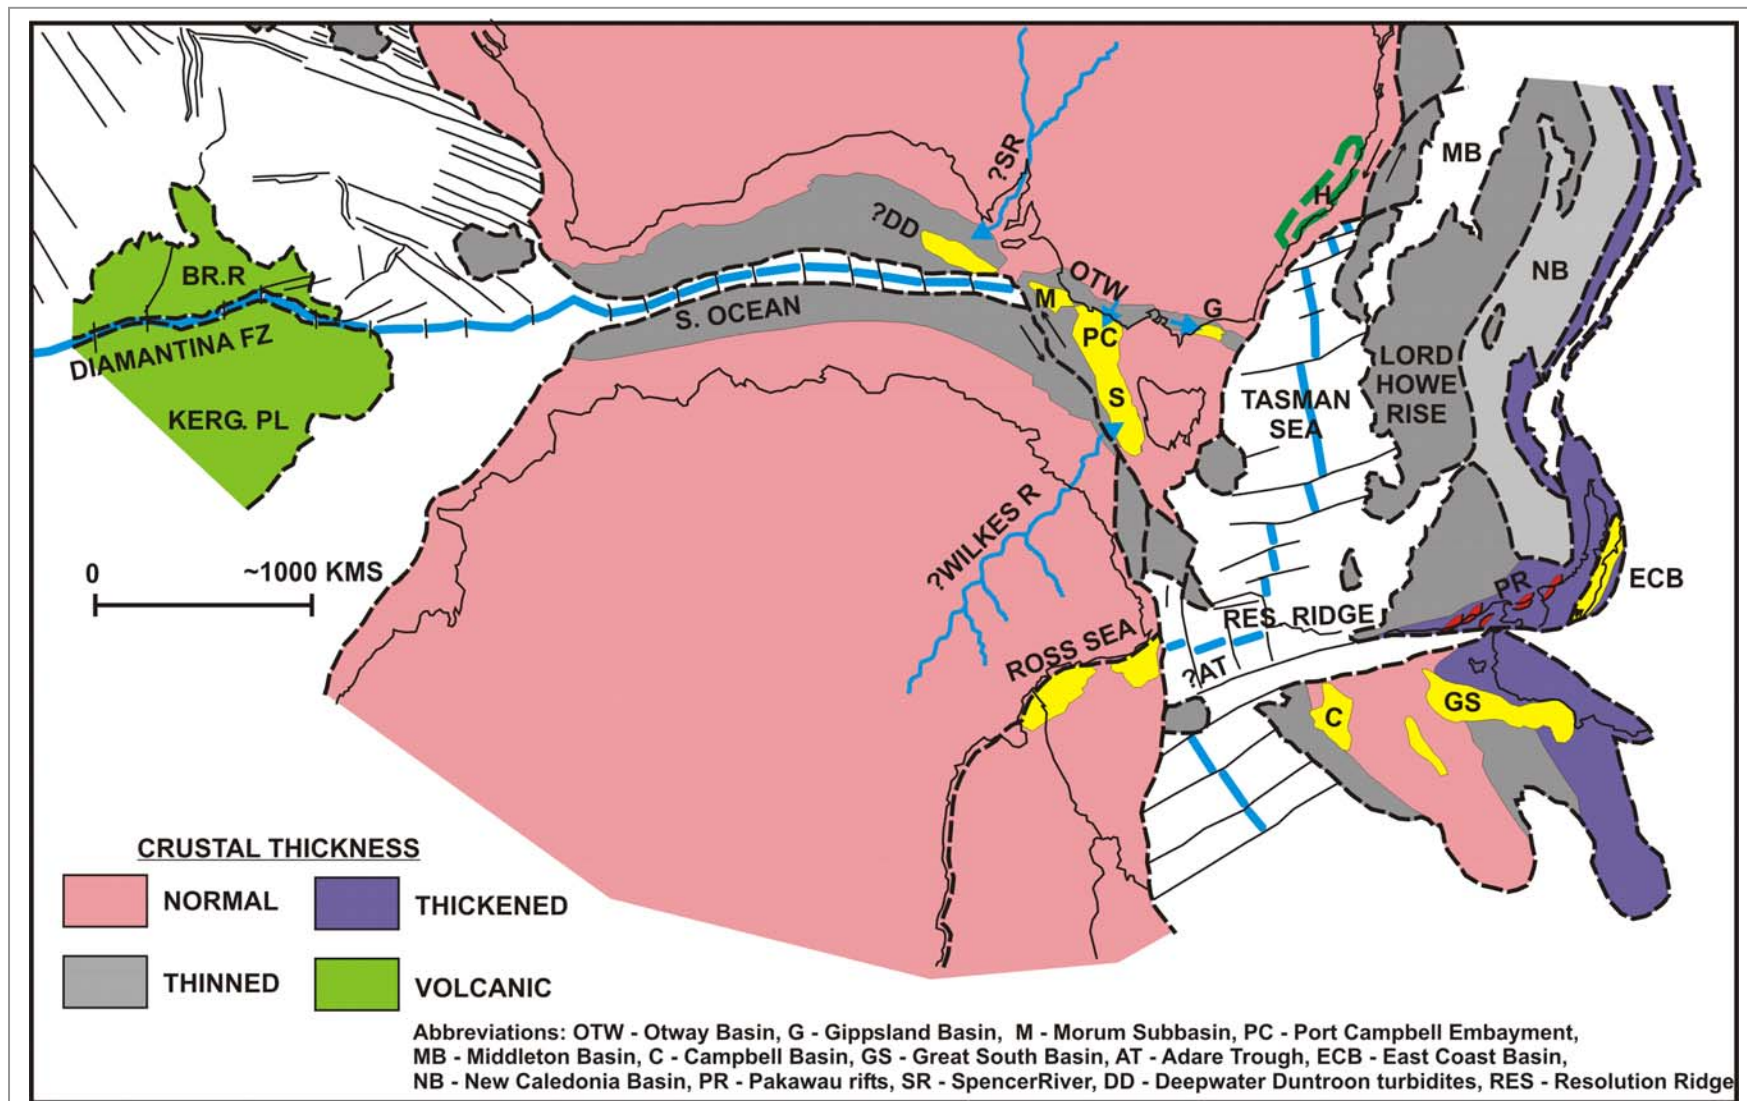 MB
?SR
H
?DD
NB
BR.R
OTW
M
G
S. OCEAN
DIAMANTINA FZ
PC
LORD
HOWE
RISE
TASMAN
SEA
S
KERG. PL
?WILKES R
0 ~1000 KMS
PR
ECB
RES. RIDGE
ROSS SEA
?AT
C
GS
CRUSTAL THICKNESS
NORMAL
THICKENED
THINNED
VOLCANIC
Abbreviations: OTW - Otway Basin, G - Gippsland Basin, M - Morum Subbasin, PC - Port Campbell Embayment,
MB - Middleton Basin, C - Campbell Basin, GS - Great South Basin, AT - Adare Trough, ECB - East Coast Basin,
NB - New Caledonia Basin, PR - Pakawau rifts, SR - SpencerRiver, DD - Deepwater Duntroon turbidites, RES - Resolution Ridge